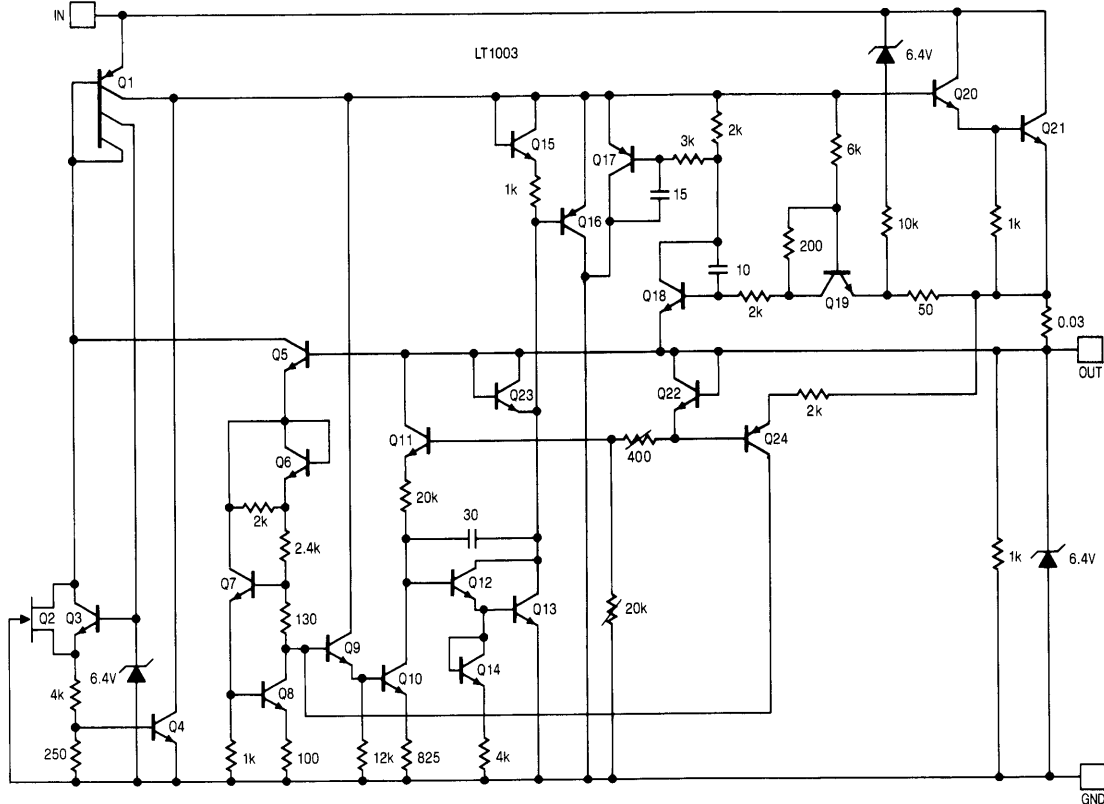 IN
LT1003
6.4V
Q1
Q20
Q21
Q15
2k
3k
Q17
6k
1k
15
Q16
10k
1k
200
10
Q18
2k
Q19
50
0.03
Q5
OUT
Q23
Q22
2k
Q11
Q24
400
Q6
20k
2k
30
2.4k
1k
6.4V
Q7
Q12
Q2
Q3
Q13
20k
130
Q9
Q14
6.4V
Q10
Q8
4k
Q4
250
1k
100
12k
825
4k
GND